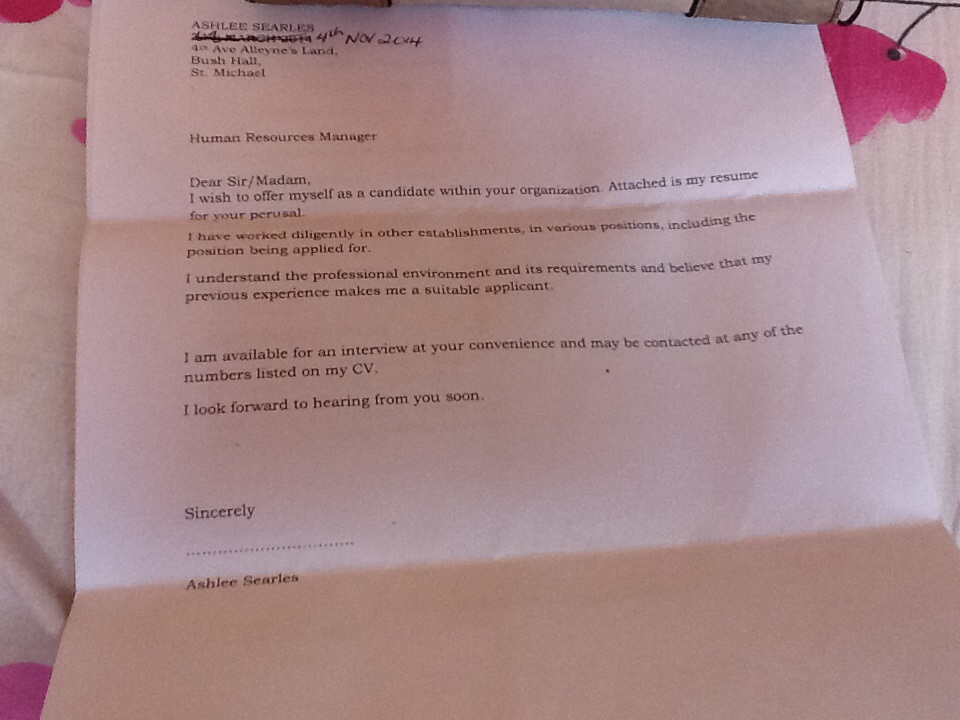 ASHLEE SEARLES
MARCH 2014 4th NOV 2014
4th Ave Alleyne's Land,
Bush Hall,
St. Michael
Human Resources Manager
Dear Sir/Madam,
I wish to offer myself as a candidate within your organization. Attached is my resume
for your perusal.
I have worked diligently in other establishments, in various positions, including the
position being applied for.
I understand the professional environment and its requirements and believe that my
previous experience makes me a suitable applicant.
I am available for an interview at your convenience and may be contacted at any of the
numbers listed on my CV.
I look forward to hearing from you soon.
Sincerely
..................................
Ashlee Searles